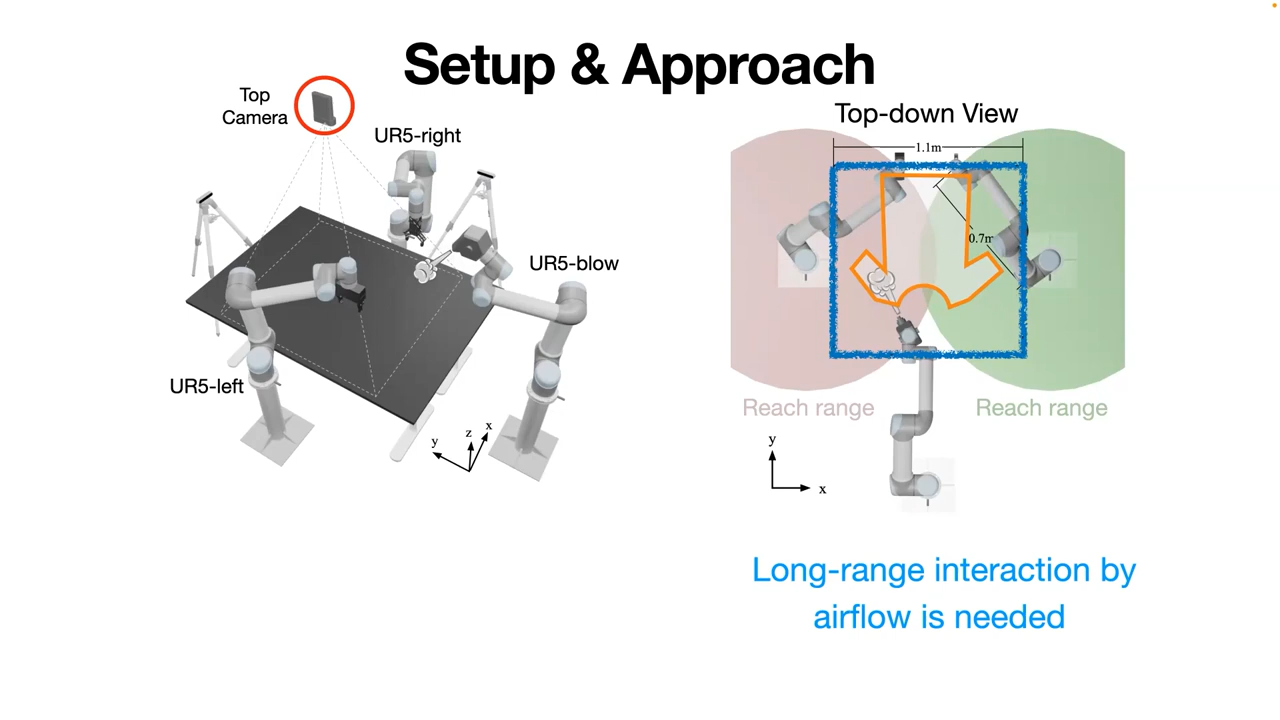 Setup & Approach
Top
Camera
UR5-right
UR5-blow
UR5-left
y
z
x
Top-down View
1.1m
0.7m
Reach range
Reach range
y
x
Long-range interaction by
airflow is needed